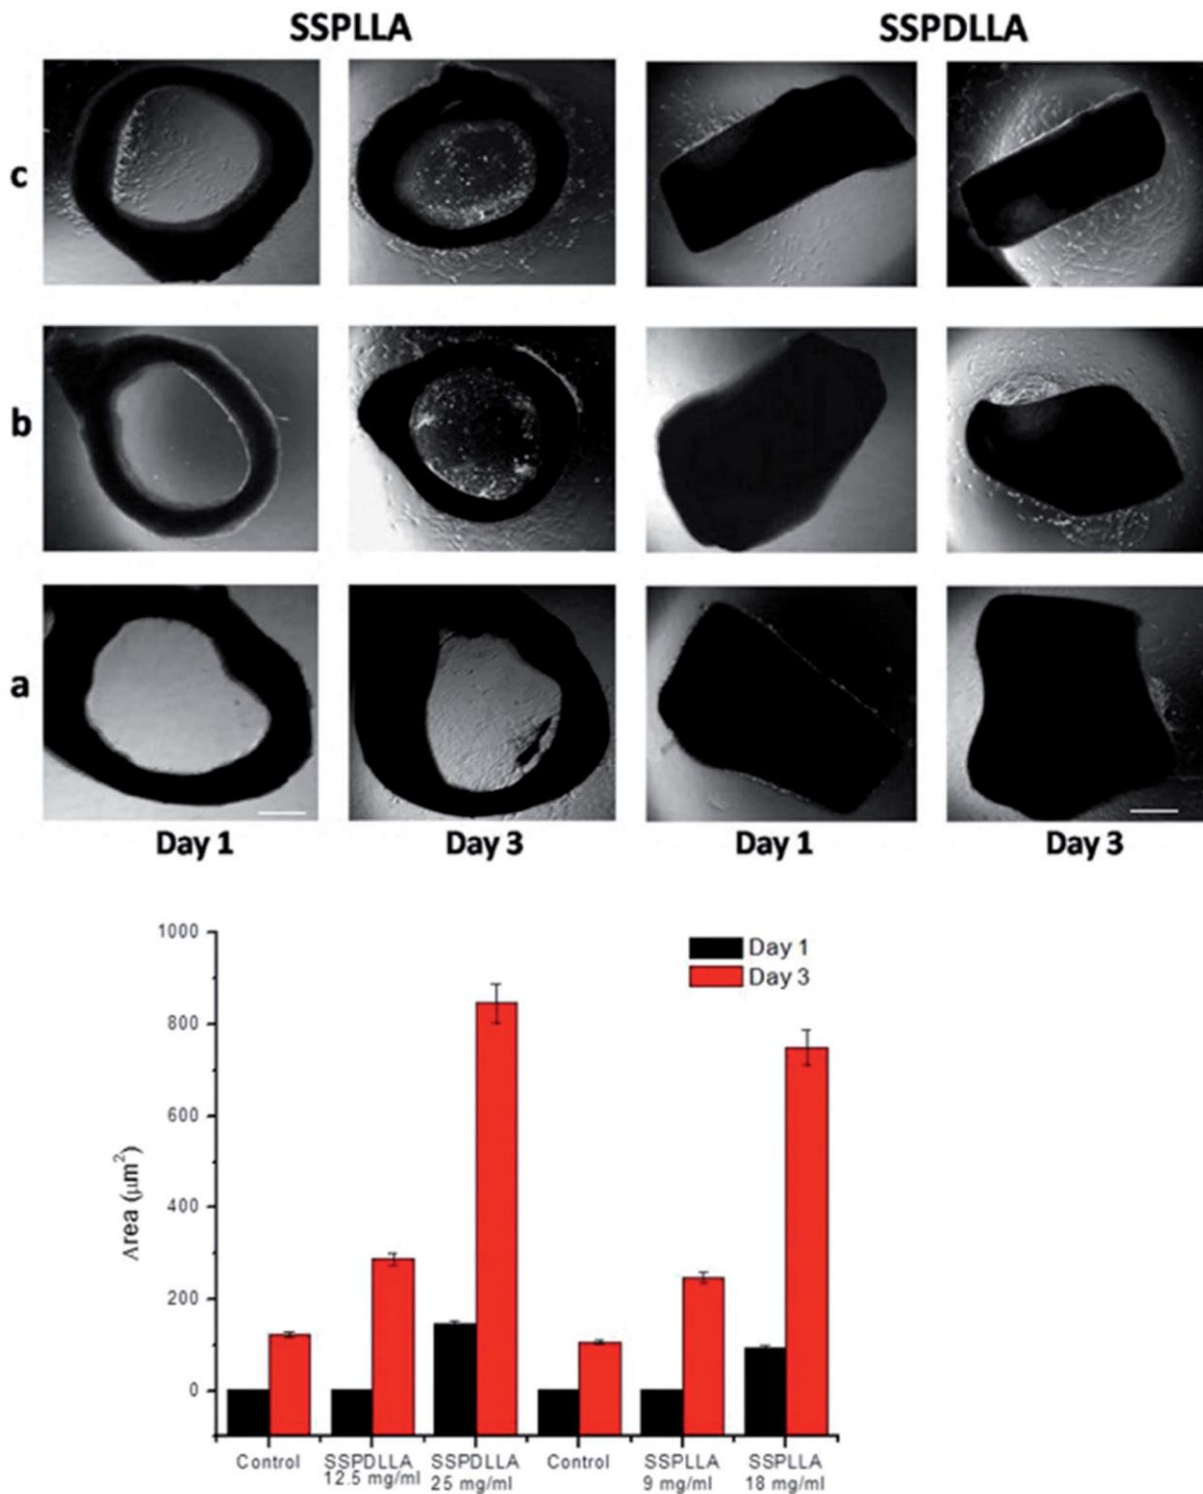 SSPLLA SSPDLLA
c
b
a
Day 1 Day 3 Day 1 Day 3
1000
800
600
400
200
0
Area (μm²)
Day 1
Day 3
Control SSPDLLA SSPDLLA Control SSPLLA SSPLLA
12.5 mg/ml 25 mg/ml 9 mg/ml 18 mg/ml